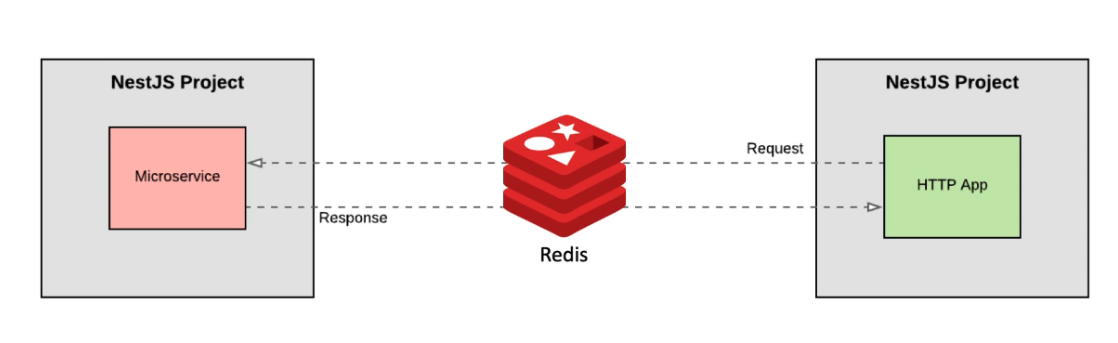 NestJS Project
Microservice
Response
Redis
Request
NestJS Project
HTTP App